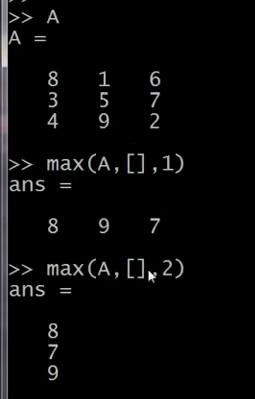 >> A
A =
8 1 6
3 5 7
4 9 2
>> max(A,[],1)
ans =
8 9 7
>> max(A,[],2)
ans =
8
7
9